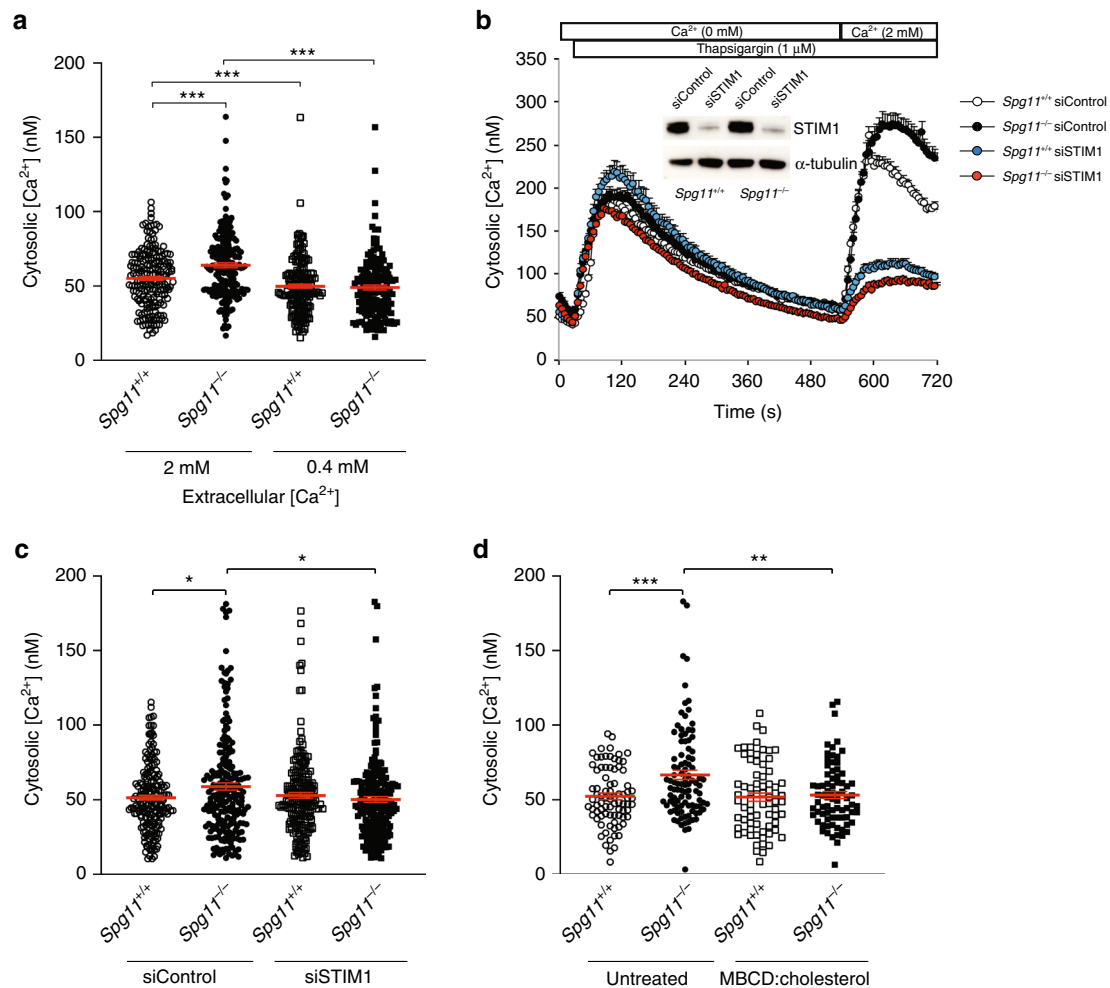 a
Cytosolic [Ca²⁺] (nM)
200
150
100
50
0
***
***
***
Spg11⁺/⁺
Spg11⁻/⁻
Spg11⁺/⁺
Spg11⁻/⁻
2 mM
0.4 mM
Extracellular [Ca²⁺]
b
Ca²⁺ (0 mM)
Ca²⁺ (2 mM)
Thapsigargin (1 μM)
Cytosolic [Ca²⁺] (nM)
350
300
250
200
150
100
50
0
siControl
siSTIM1
siControl
siSTIM1
STIM1
α-tubulin
Spg11⁺/⁺
Spg11⁻/⁻
0
120
240
360
480
600
720
Time (s)
Spg11⁺/⁺ siControl
Spg11⁻/⁻ siControl
Spg11⁺/⁺ siSTIM1
Spg11⁻/⁻ siSTIM1
c
Cytosolic [Ca²⁺] (nM)
200
150
100
50
0
*
*
Spg11⁺/⁺
Spg11⁻/⁻
Spg11⁺/⁺
Spg11⁻/⁻
siControl
siSTIM1
d
Cytosolic [Ca²⁺] (nM)
200
150
100
50
0
***
**
Spg11⁺/⁺
Spg11⁻/⁻
Spg11⁺/⁺
Spg11⁻/⁻
Untreated
MBCD:cholesterol